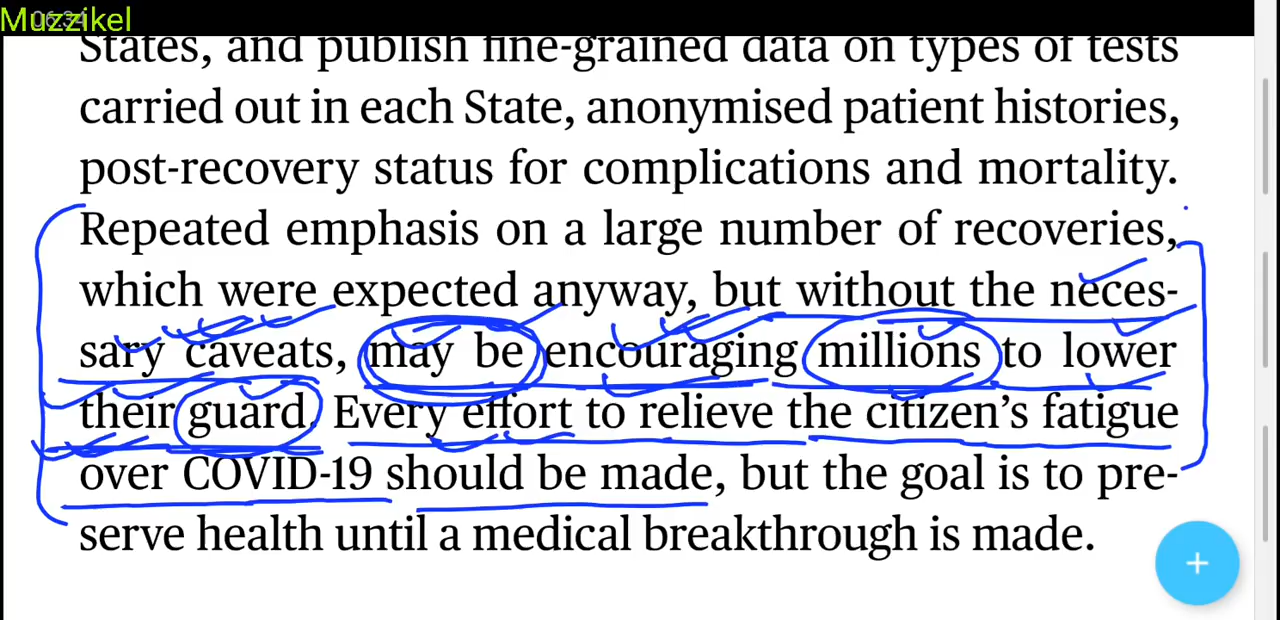 Muzzikel
06:34
States, and publish fine-grained data on types of tests
carried out in each State, anonymised patient histories,
post-recovery status for complications and mortality.
Repeated emphasis on a large number of recoveries,
which were expected anyway, but without the neces-
sary caveats, may be encouraging millions to lower
their guard. Every effort to relieve the citizen's fatigue
over COVID-19 should be made, but the goal is to pre-
serve health until a medical breakthrough is made.
+